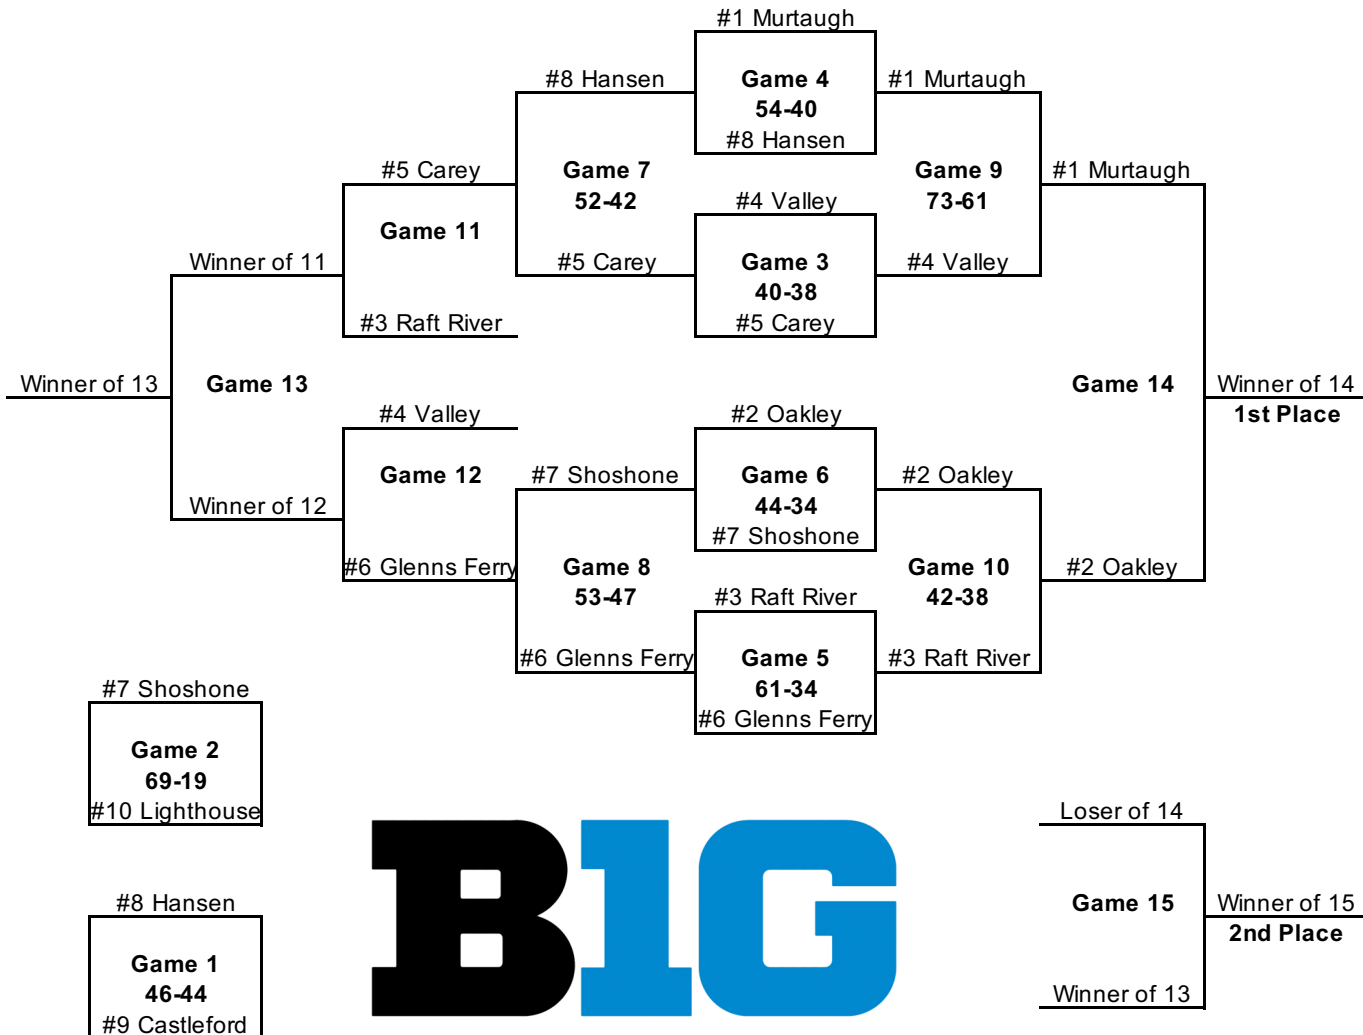 #1 Murtaugh
#8 Hansen
Game 4
#1 Murtaugh
54-40
#8 Hansen
#5 Carey
Game 7
Game 9
#1 Murtaugh
52-42
#4 Valley
73-61
Game 11
Winner of 11
#5 Carey
Game 3
#4 Valley
40-38
#3 Raft River
#5 Carey
Winner of 13
Game 13
Game 14
Winner of 14
#4 Valley
#2 Oakley
1st Place
Game 12
#7 Shoshone
Game 6
#2 Oakley
Winner of 12
44-34
#7 Shoshone
#6 Glenns Ferry
Game 8
Game 10
#2 Oakley
53-47
#3 Raft River
42-38
#6 Glenns Ferry
Game 5
#3 Raft River
#7 Shoshone
61-34
#6 Glenns Ferry
Game 2
69-19
#10 Lighthouse
Loser of 14
#8 Hansen
B1G
Game 15
Winner of 15
2nd Place
Game 1
46-44
Winner of 13
#9 Castleford